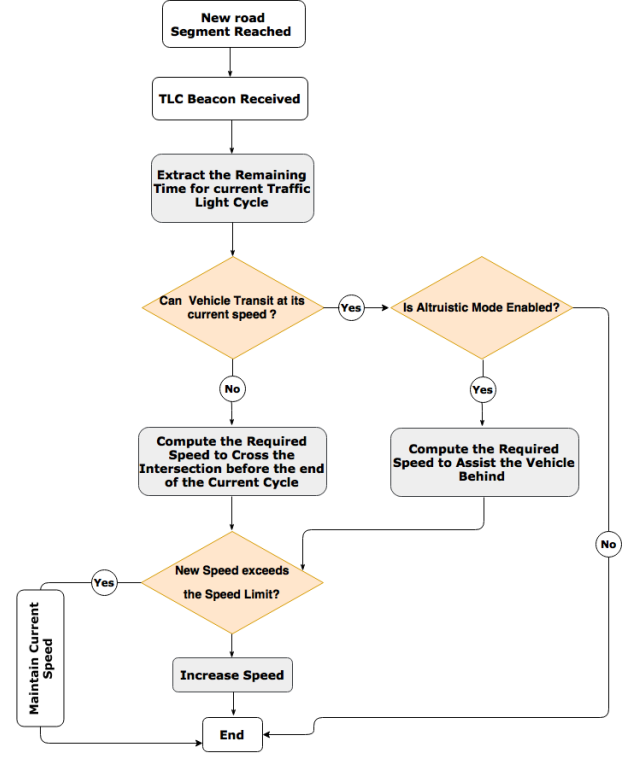 New road
Segment Reached
TLC Beacon Received
Extract the Remaining
Time for current Traffic
Light Cycle
Can Vehicle Transit at its
current speed ?
Yes
Is Altruistic Mode Enabled?
No
Yes
Compute the Required
Speed to Cross the
Intersection before the end
of the Current Cycle
Compute the Required
Speed to Assist the Vehicle
Behind
No
New Speed exceeds
the Speed Limit?
Yes
Maintain Current
Speed
Increase Speed
End